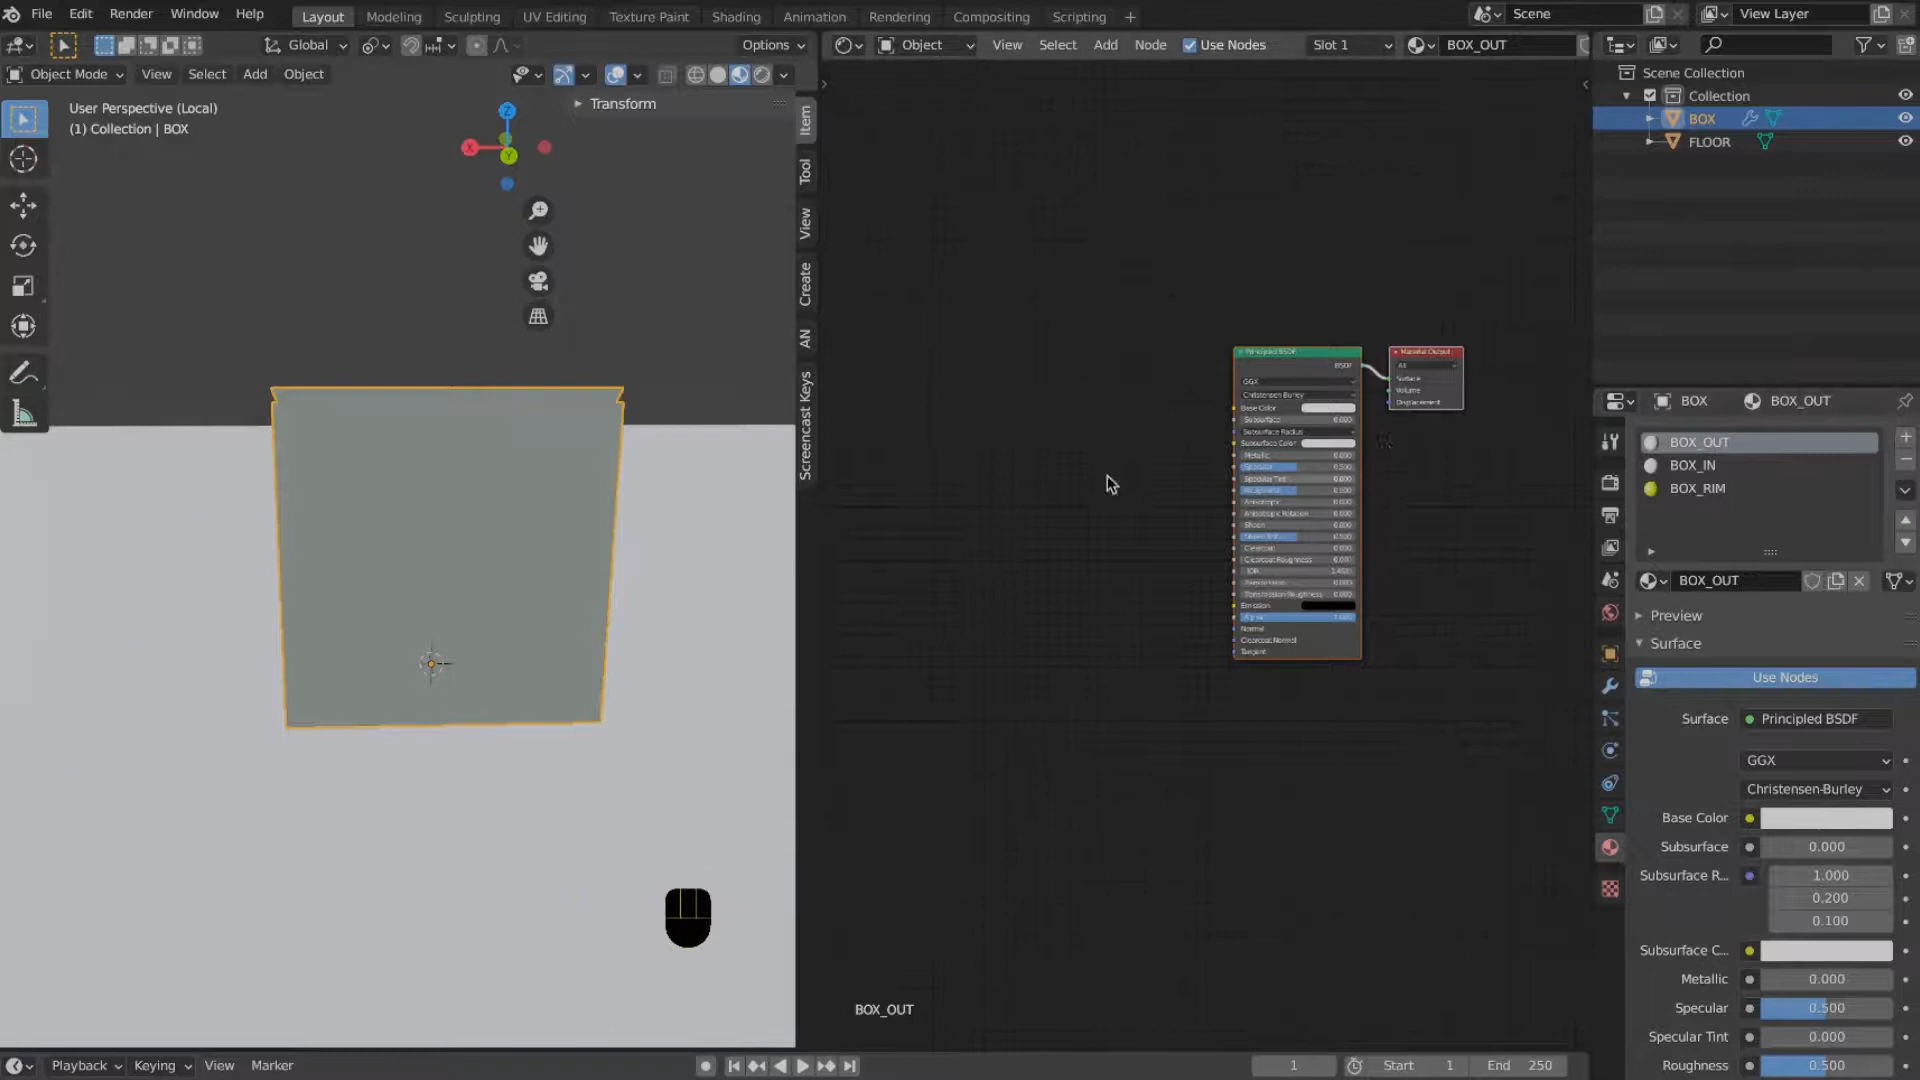 File Edit Render Window Help Layout Modeling Sculpting UV Editing Texture Paint Shading Animation Rendering Compositing Scripting + Scene View Layer
Global Options Object View Select Add Node Use Nodes Slot 1 BOX_OUT
Object Mode View Select Add Object
User Perspective (Local)
(1) Collection | BOX
Transform
Z
X
Y
Item
Tool
View
Create
AN
Screencast Keys
Principled BSDF
BSDF
GGX
Christensen-Burley
Base Color
Subsurface 0.000
Subsurface Radius
Subsurface Color
Metallic 0.000
Specular 0.500
Specular Tint 0.000
Roughness 0.500
Anisotropic 0.000
Anisotropic Rotation 0.000
Sheen 0.000
Sheen Tint 0.500
Clearcoat 0.000
Clearcoat Roughness
IOR
Transmission 0.000
Transmission Roughness 0.000
Emission
Alpha 1.000
Normal
Clearcoat Normal
Tangent
Material Output
All
Surface
Volume
Displacement
BOX_OUT
Scene Collection
Collection
BOX
FLOOR
BOX BOX_OUT
BOX_OUT
BOX_IN
BOX_RIM
BOX_OUT
Preview
Surface
Use Nodes
Surface Principled BSDF
GGX
Christensen-Burley
Base Color
Subsurface 0.000
Subsurface R... 1.000
0.200
0.100
Subsurface C...
Metallic 0.000
Specular 0.500
Specular Tint 0.000
Roughness 0.500
Playback Keying View Marker 1 Start 1 End 250